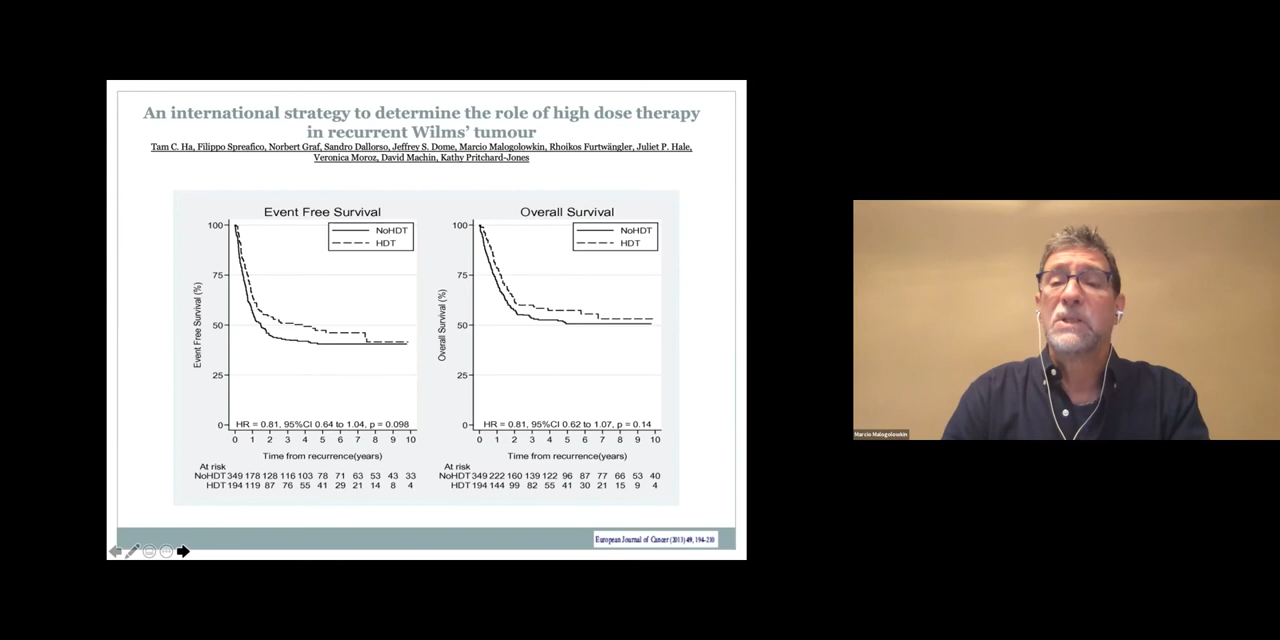 An international strategy to determine the role of high dose therapy
in recurrent Wilms' tumour
Tam C. Ha, Filippo Spreafico, Norbert Graf, Sandro Dallorso, Jeffrey S. Dome, Marcio Malogolowkin, Rhoikos Furtwängler, Juliet P. Hale,
Veronica Moroz, David Machin, Kathy Pritchard-Jones
Event Free Survival
NoHDT
HDT
Event Free Survival (%)
100
75
50
25
0
HR = 0.81, 95%CI 0.64 to 1.04, p = 0.098
0 1 2 3 4 5 6 7 8 9 10
Time from recurrence(years)
At risk
NoHDT 349 178 128 116 103 78 71 63 53 43 33
HDT 194 119 87 76 55 41 29 21 14 8 4
Overall Survival
NoHDT
HDT
Overall Survival (%)
100
75
50
25
0
HR = 0.81, 95%CI 0.62 to 1.07, p = 0.14
0 1 2 3 4 5 6 7 8 9 10
Time from recurrence(years)
At risk
NoHDT 349 222 160 139 122 96 87 77 66 53 40
HDT 194 144 99 82 55 41 30 21 15 9 4
European Journal of Cancer (2013) 49, 194-210
Marcio Malogolowkin